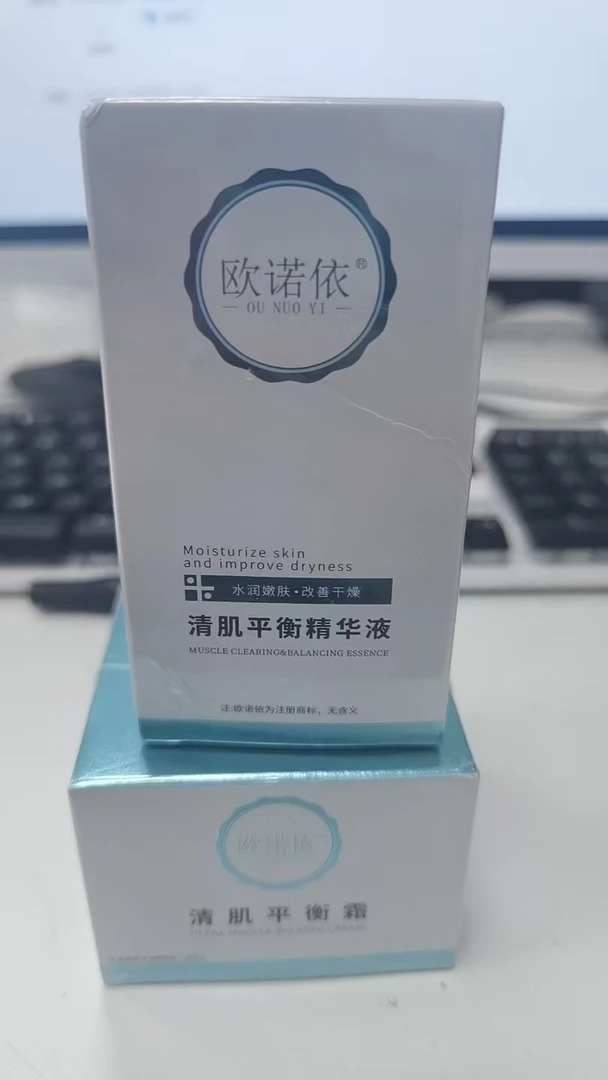 欧诺依®
OU NUO YI
Moisturize skin
and improve dryness
水润嫩肤·改善干燥
清肌平衡精华液
MUSCLE CLEARING&BALANCING ESSENCE
注:欧诺依为注册商标，无含义
欧诺依
清肌平衡霜